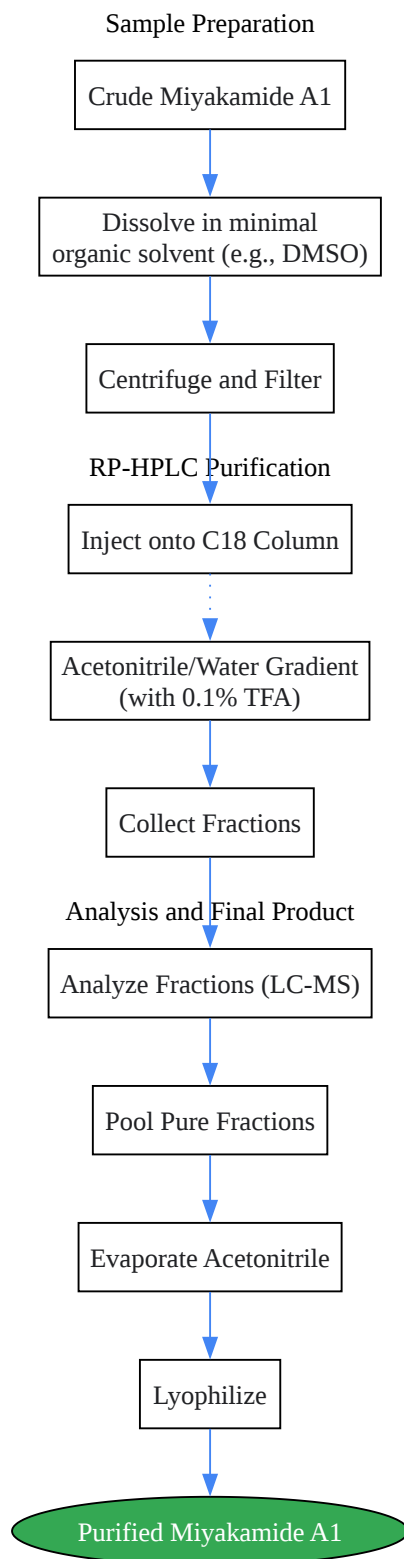 Sample Preparation
Crude Miyakamide A1
Dissolve in minimal
organic solvent (e.g., DMSO)
Centrifuge and Filter
RP-HPLC Purification
Inject onto C18 Column
Acetonitrile/Water Gradient
(with 0.1% TFA)
Collect Fractions
Analysis and Final Product
Analyze Fractions (LC-MS)
Pool Pure Fractions
Evaporate Acetonitrile
Lyophilize
Purified Miyakamide A1